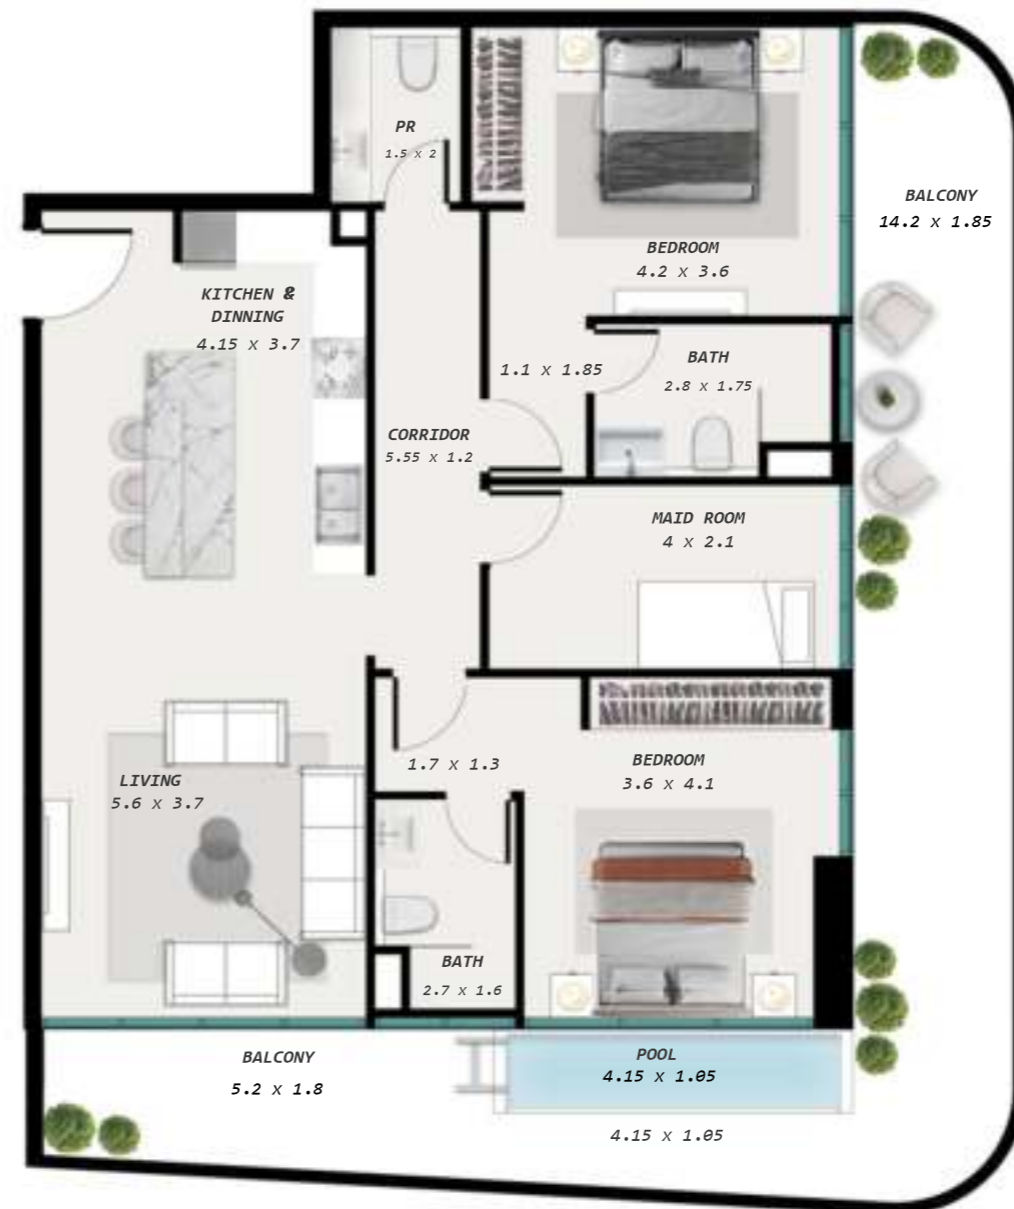 PR
1.5 x 2
BALCONY
14.2 x 1.85
BEDROOM
4.2 x 3.6
KITCHEN &
DINNING
4.15 x 3.7
BATH
2.8 x 1.75
1.1 x 1.85
CORRIDOR
5.55 x 1.2
MAID ROOM
4 x 2.1
BEDROOM
3.6 x 4.1
1.7 x 1.3
LIVING
5.6 x 3.7
BATH
2.7 x 1.6
BALCONY
5.2 x 1.8
POOL
4.15 x 1.05
4.15 x 1.05